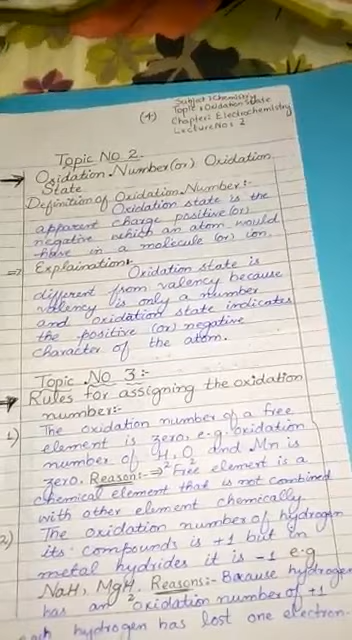 (4)
Subject: Chemistry
Topic: Oxidation State
Chapter: Electrochemistry
Lecture No: 2
Topic No 2.
→ Oxidation Number (or) Oxidation
State
Definition of Oxidation Number:-
Oxidation state is the
apparent charge positive (or)
negative which an atom would
have in a molecule (or) ion.
⇒ Explaination:
Oxidation state is
different from valency because
valency is only a number
and oxidation state indicates
the positive (or) negative
character of the atom.
Topic No 3:-
→ Rules for assigning the oxidation
number:-
1) The oxidation number of a free
element is zero, e.g. oxidation
number of H₂, O₂ and Mn is
zero. Reason:-⇒ Free element is a
chemical element that is not combined
with other element chemically.
2) The oxidation number of hydrogen
its compounds is +1 but in
metal hydrides it is -1 e.g
NaH, MgH₂. Reasons:- Because hydrogen
has an oxidation number of +1
hydrogen has lost one electron